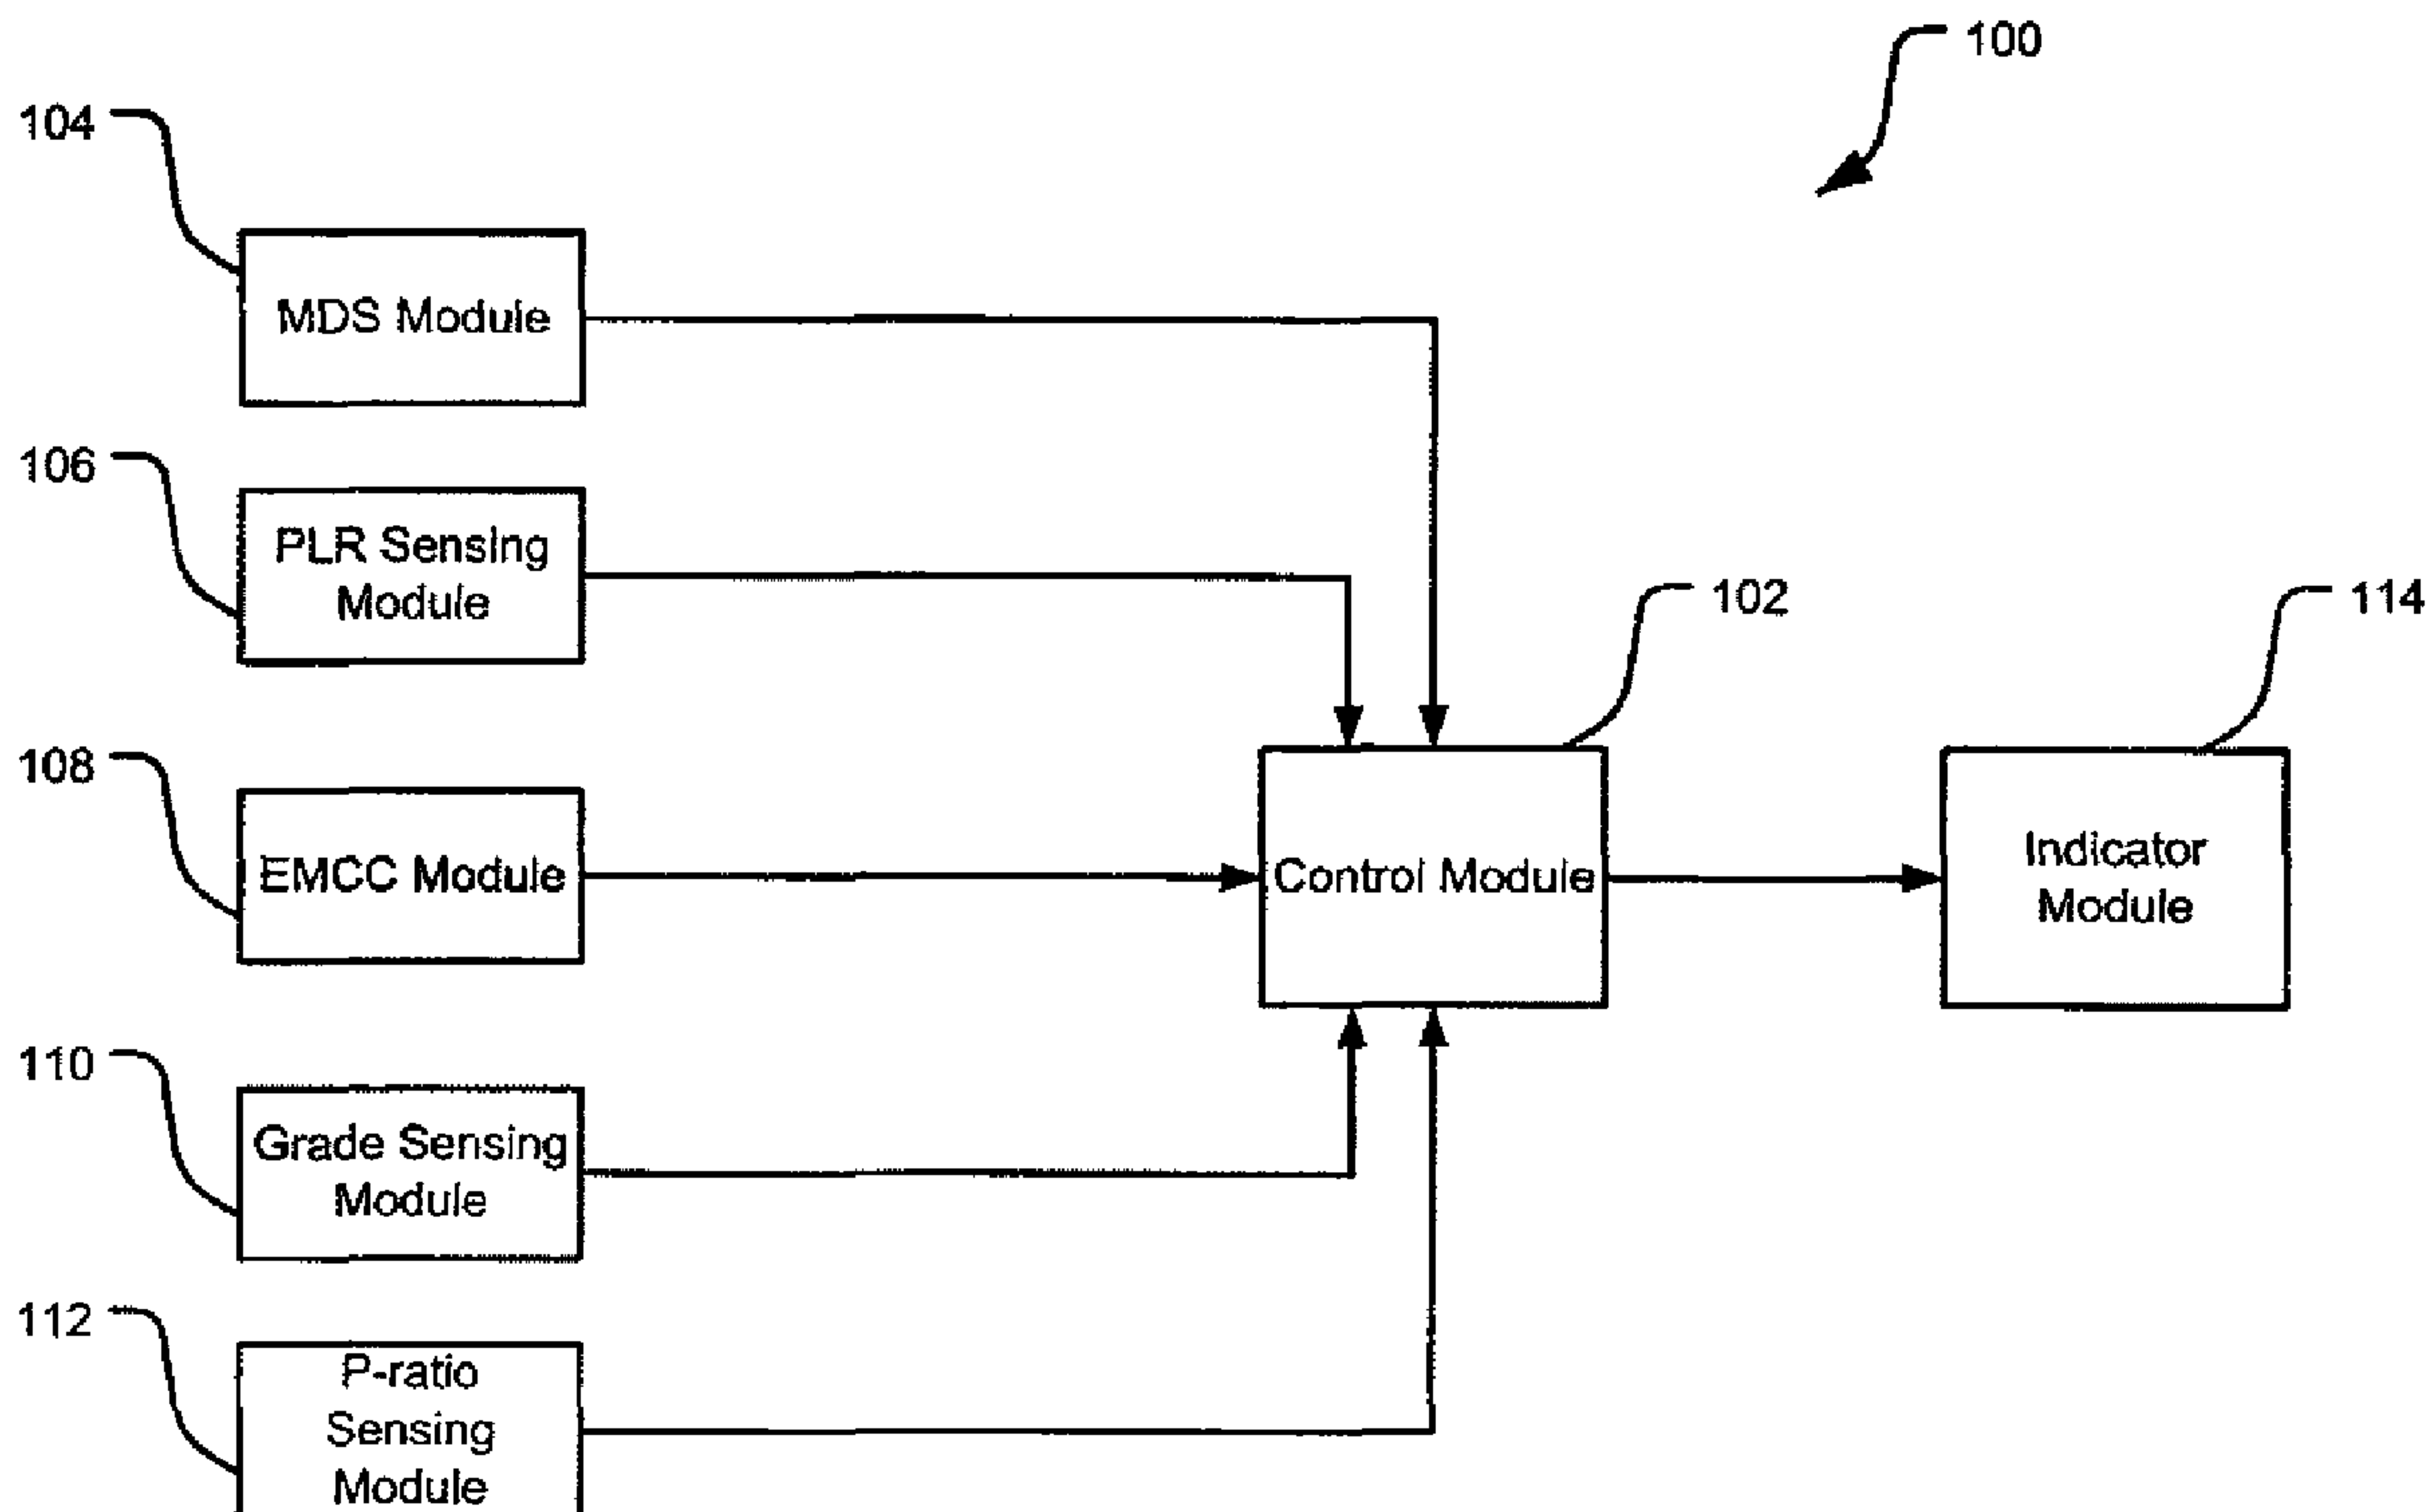 100
104
MDS Module
106
PLR Sensing
Module
102
114
108
EMCC Module
Control Module
Indicator
Module
110
Grade Sensing
Module
112
P-ratio
Sensing
Module